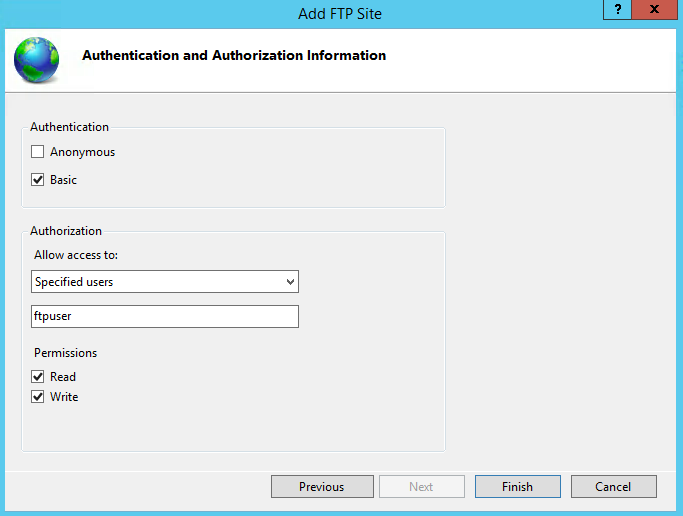 Add FTP Site
?
x
Authentication and Authorization Information
Authentication
Anonymous
Basic
Authorization
Allow access to:
Specified users
ftpuser
Permissions
Read
Write
Previous Next Finish Cancel